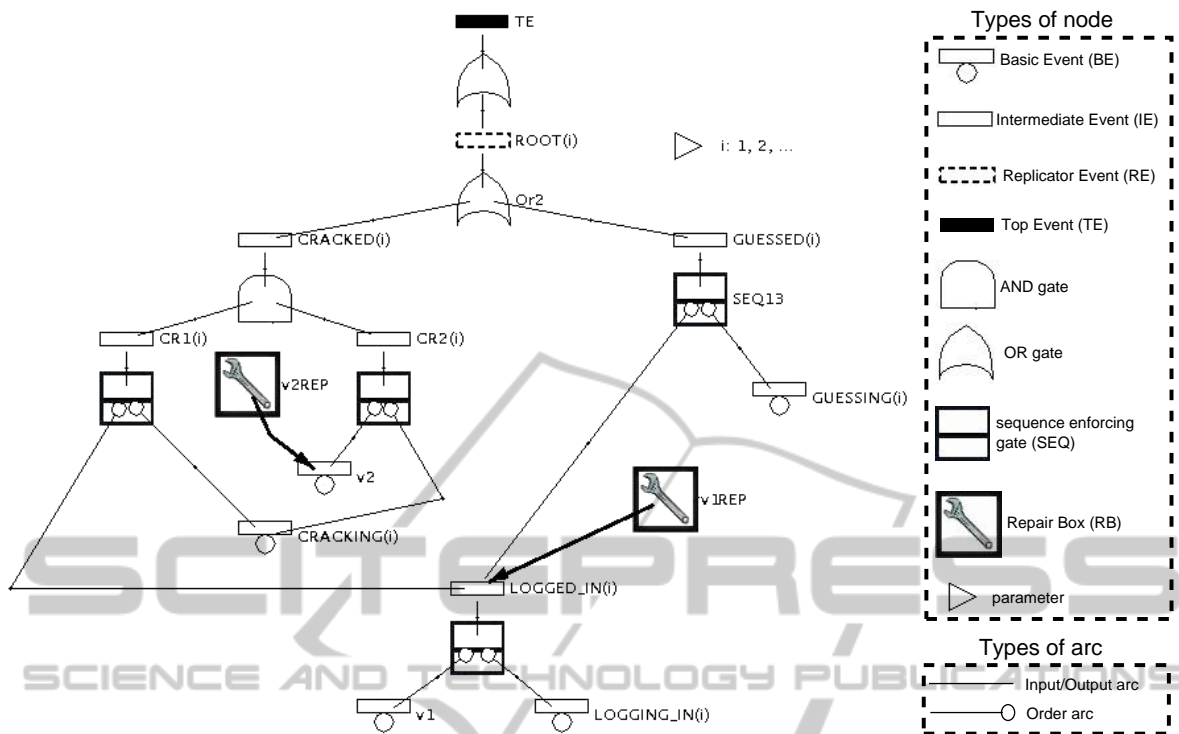 TE
ROOT(i)
i: 1, 2, ...
Or2
CRACKED(i)
GUESSED(i)
SEQ13
CR1(i)
CR2(i)
v2REP
GUESSING(i)
v2
v1REP
CRACKING(i)
LOGGED_IN(i)
v1
LOGGING_IN(i)
Types of node
Basic Event (BE)
Intermediate Event (IE)
Replicator Event (RE)
Top Event (TE)
AND gate
OR gate
sequence enforcing
gate (SEQ)
Repair Box (RB)
parameter
Types of arc
Input/Output arc
Order arc
SCITEPRESS
SCIENCE AND TECHNOLOGY PUBLICATIONS